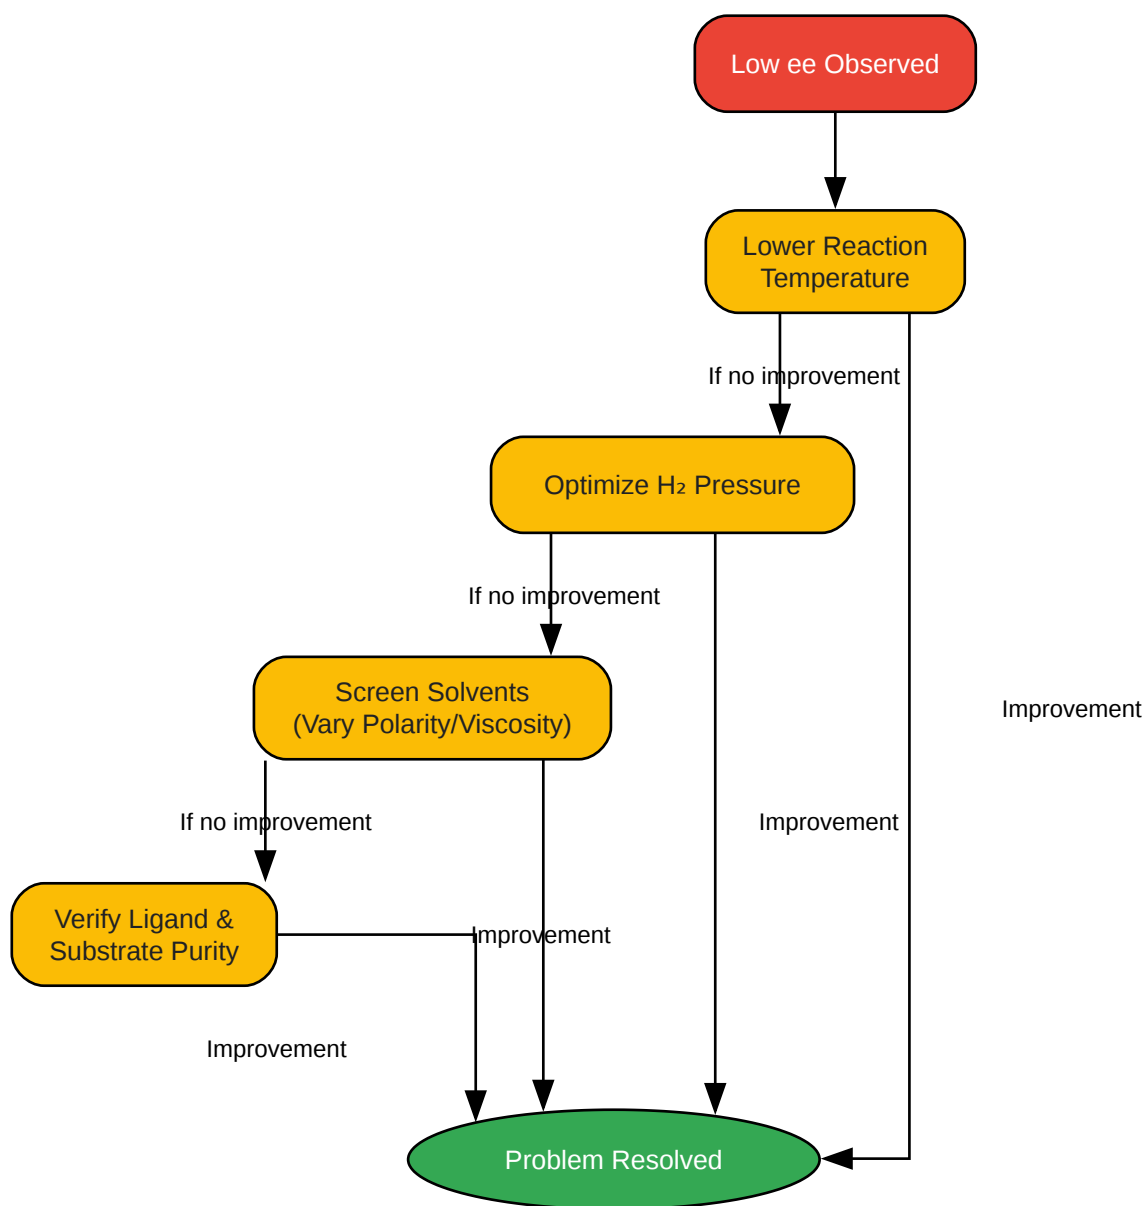 Low ee Observed
Lower Reaction
Temperature
If no improvement
Optimize H₂ Pressure
If no improvement
Screen Solvents
(Vary Polarity/Viscosity)
Improvement
If no improvement
Improvement
Verify Ligand &
Substrate Purity
Improvement
Improvement
Problem Resolved